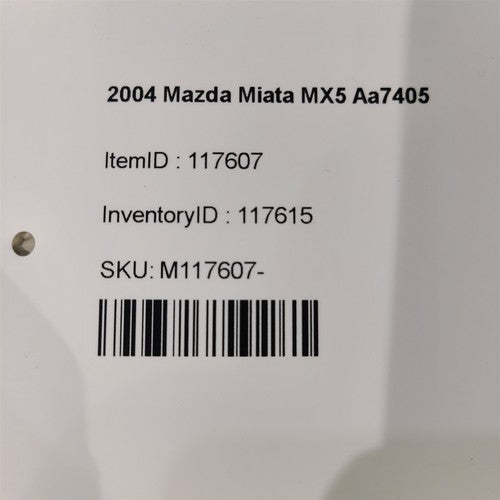 2004 Mazda Miata MX5 Aa7405
ItemID : 117607
InventoryID : 117615
SKU: M117607-